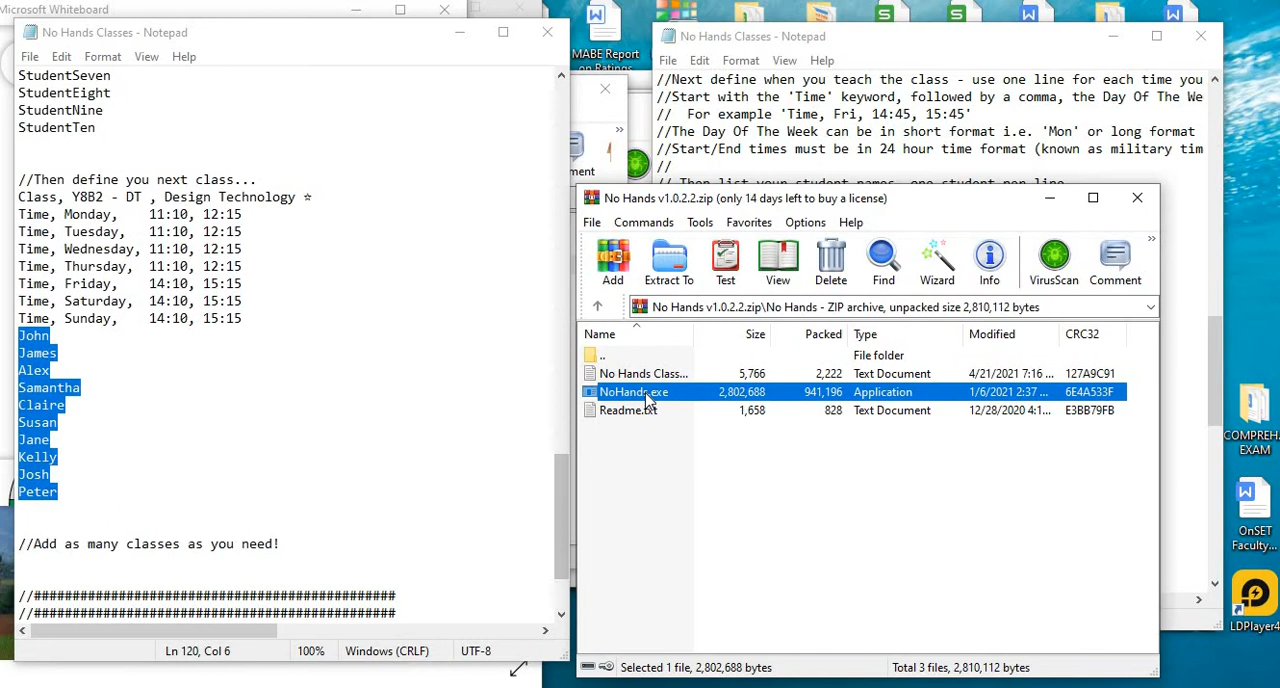 Microsoft Whiteboard
No Hands Classes - Notepad
File Edit Format View Help
StudentSeven
StudentEight
StudentNine
StudentTen
//Then define you next class...
Class, Y8B2 - DT , Design Technology ☆
Time, Monday, 11:10, 12:15
Time, Tuesday, 11:10, 12:15
Time, Wednesday, 11:10, 12:15
Time, Thursday, 11:10, 12:15
Time, Friday, 14:10, 15:15
Time, Saturday, 14:10, 15:15
Time, Sunday, 14:10, 15:15
John
James
Alex
Samantha
Claire
Susan
Jane
Kelly
Josh
Peter
//Add as many classes as you need!
//###############################################
//###############################################
Ln 120, Col 6 100% Windows (CRLF) UTF-8
MABE Report
on Ratings
No Hands Classes - Notepad
File Edit Format View Help
//Next define when you teach the class - use one line for each time you
//Start with the 'Time' keyword, followed by a comma, the Day Of The We
// For example 'Time, Fri, 14:45, 15:45'
//The Day Of The Week can be in short format i.e. 'Mon' or long format
//Start/End times must be in 24 hour time format (known as military tim
//
ment
No Hands v1.0.2.2.zip (only 14 days left to buy a license)
File Commands Tools Favorites Options Help
Add Extract To Test View Delete Find Wizard Info VirusScan Comment
No Hands v1.0.2.2.zip\No Hands - ZIP archive, unpacked size 2,810,112 bytes
Name Size Packed Type Modified CRC32
.. File folder
No Hands Class... 5,766 2,222 Text Document 4/21/2021 7:16 ... 127A9C91
NoHands.exe 2,802,688 941,196 Application 1/6/2021 2:37 ... 6E4A533F
Readme.txt 1,658 828 Text Document 12/28/2020 4:1... E3BB79FB
Selected 1 file, 2,802,688 bytes Total 3 files, 2,810,112 bytes
COMPREH.
EXAM
OnSET
Faculty...
LDPlayer4